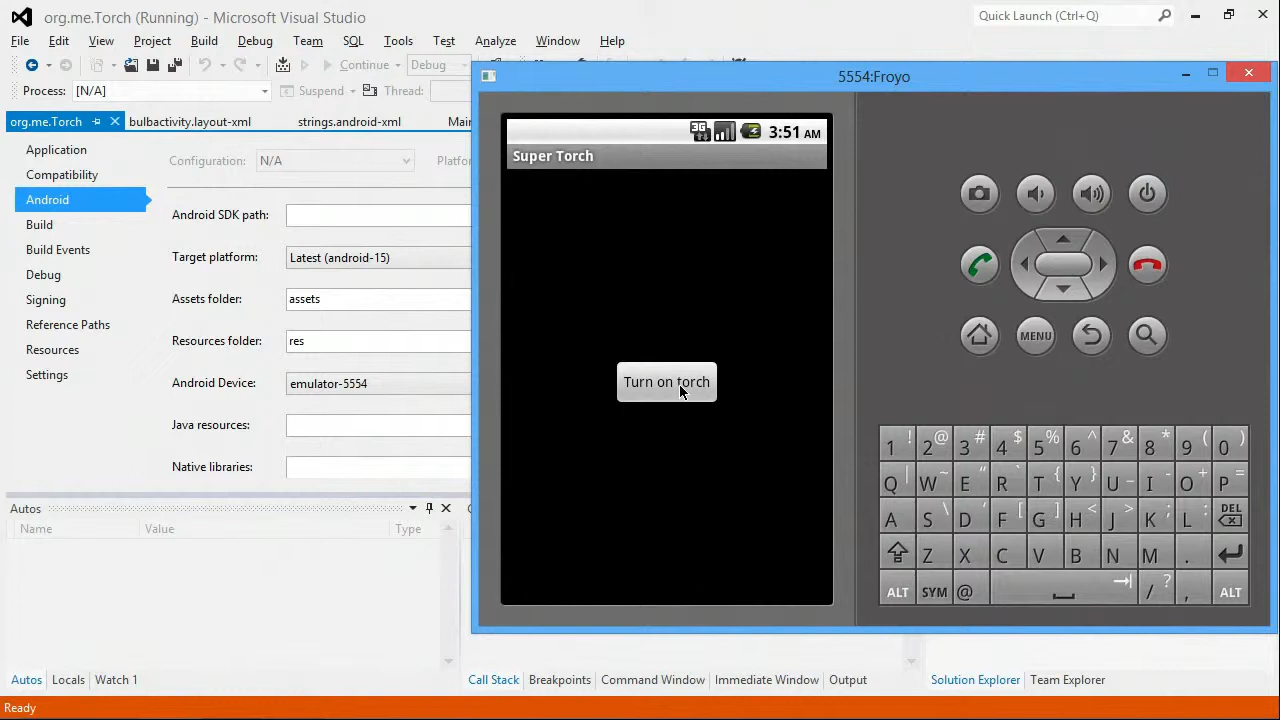 org.me.Torch (Running) - Microsoft Visual Studio
Quick Launch (Ctrl+Q)
File Edit View Project Build Debug Team SQL Tools Test Analyze Window Help
Continue Debug
Process: [N/A] Suspend Thread:
5554:Froyo
org.me.Torch bulbactivity.layout-xml strings.android-xml Main
Application
Compatibility
Android
Build
Build Events
Debug
Signing
Reference Paths
Resources
Settings
Configuration: N/A Platfo
Android SDK path:
Target platform: Latest (android-15)
Assets folder: assets
Resources folder: res
Android Device: emulator-5554
Java resources:
Native libraries:
3G 3:51 AM
Super Torch
Turn on torch
MENU
1 ! 2 @ 3 # 4 $ 5 % 6 ^ 7 & 8 * 9 ( 0 )
Q | W ~ E " R ` T { Y } U _ I - O + P =
A S \ D ' F [ G ] H < J > K ; L : DEL
Z X C V B N M .
ALT SYM @ / ? , ALT
Autos
Name Value Type
Autos Locals Watch 1
Call Stack Breakpoints Command Window Immediate Window Output
Solution Explorer Team Explorer
Ready